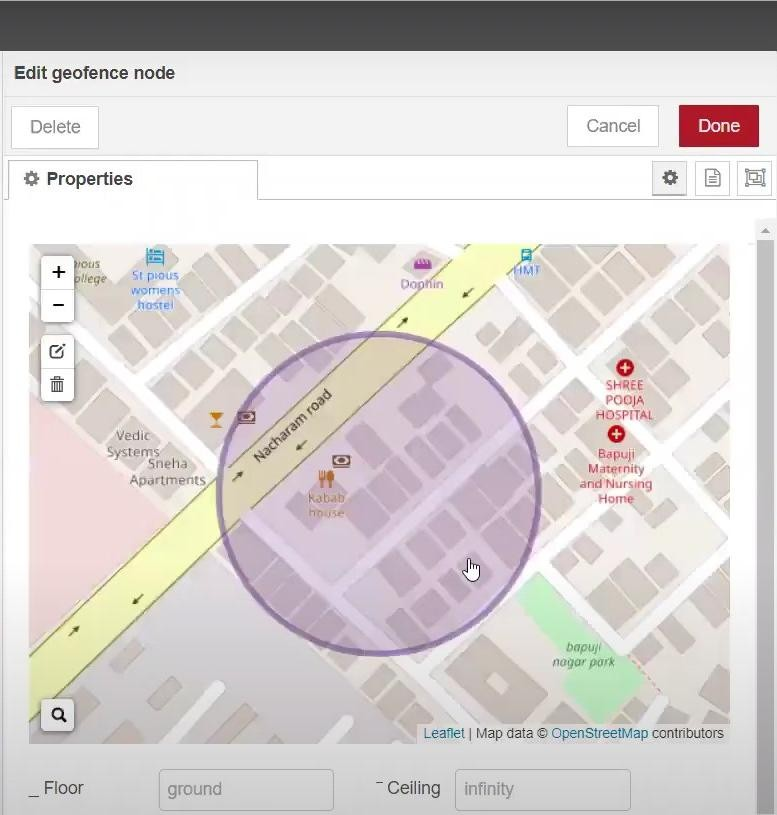 Edit geofence node
Delete
Cancel
Done
Properties
+
−
St pious
womens
hostel
Dophin
HMT
SHREE
POOJA
HOSPITAL
Bapuji
Maternity
and Nursing
Home
Nacharam road
Vedic
Systems
Sneha
Apartments
Kabab
house
bapuji
nagar park
Leaflet | Map data © OpenStreetMap contributors
_ Floor
ground
‾ Ceiling
infinity